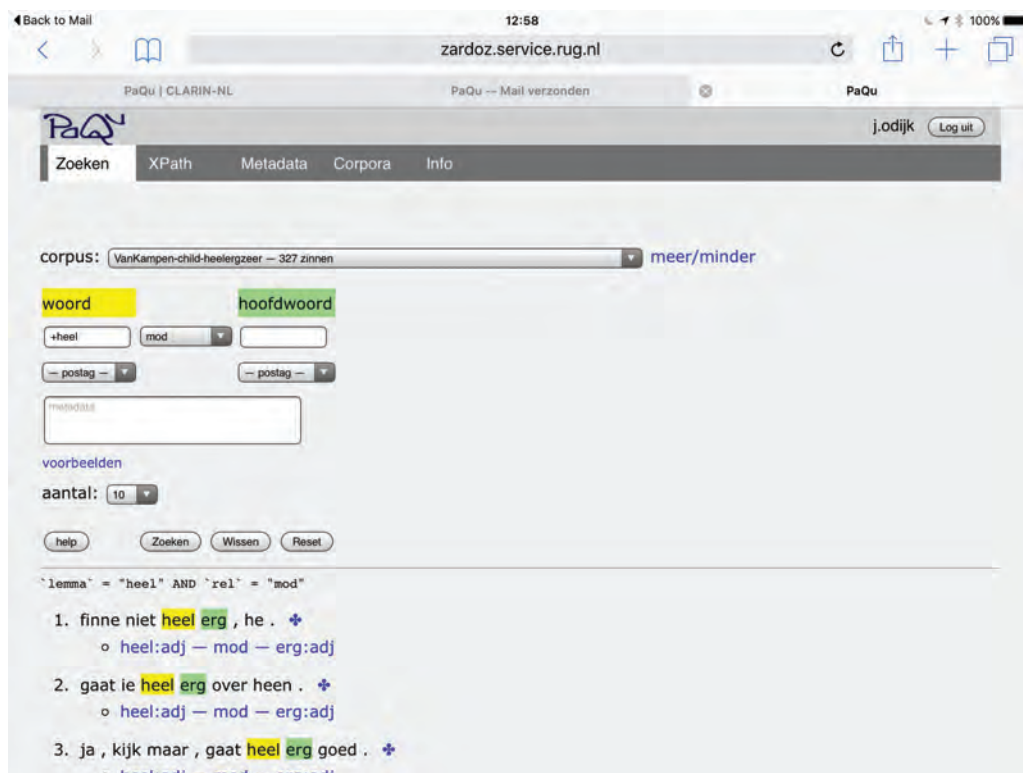 Back to Mail 12:58 100%
zardoz.service.rug.nl
PaQu | CLARIN-NL PaQu -- Mail verzonden PaQu
PaQu j.odijk Log uit
Zoeken XPath Metadata Corpora Info
corpus: VanKampen-child-heelergzeer — 327 zinnen meer/minder
woord hoofdwoord
+heel mod
— postag — — postag —
metadata
voorbeelden
aantal: 10
help Zoeken Wissen Reset
`lemma` = "heel" AND `rel` = "mod"
1. finne niet heel erg , he .
heel:adj — mod — erg:adj
2. gaat ie heel erg over heen .
heel:adj — mod — erg:adj
3. ja , kijk maar , gaat heel erg goed .